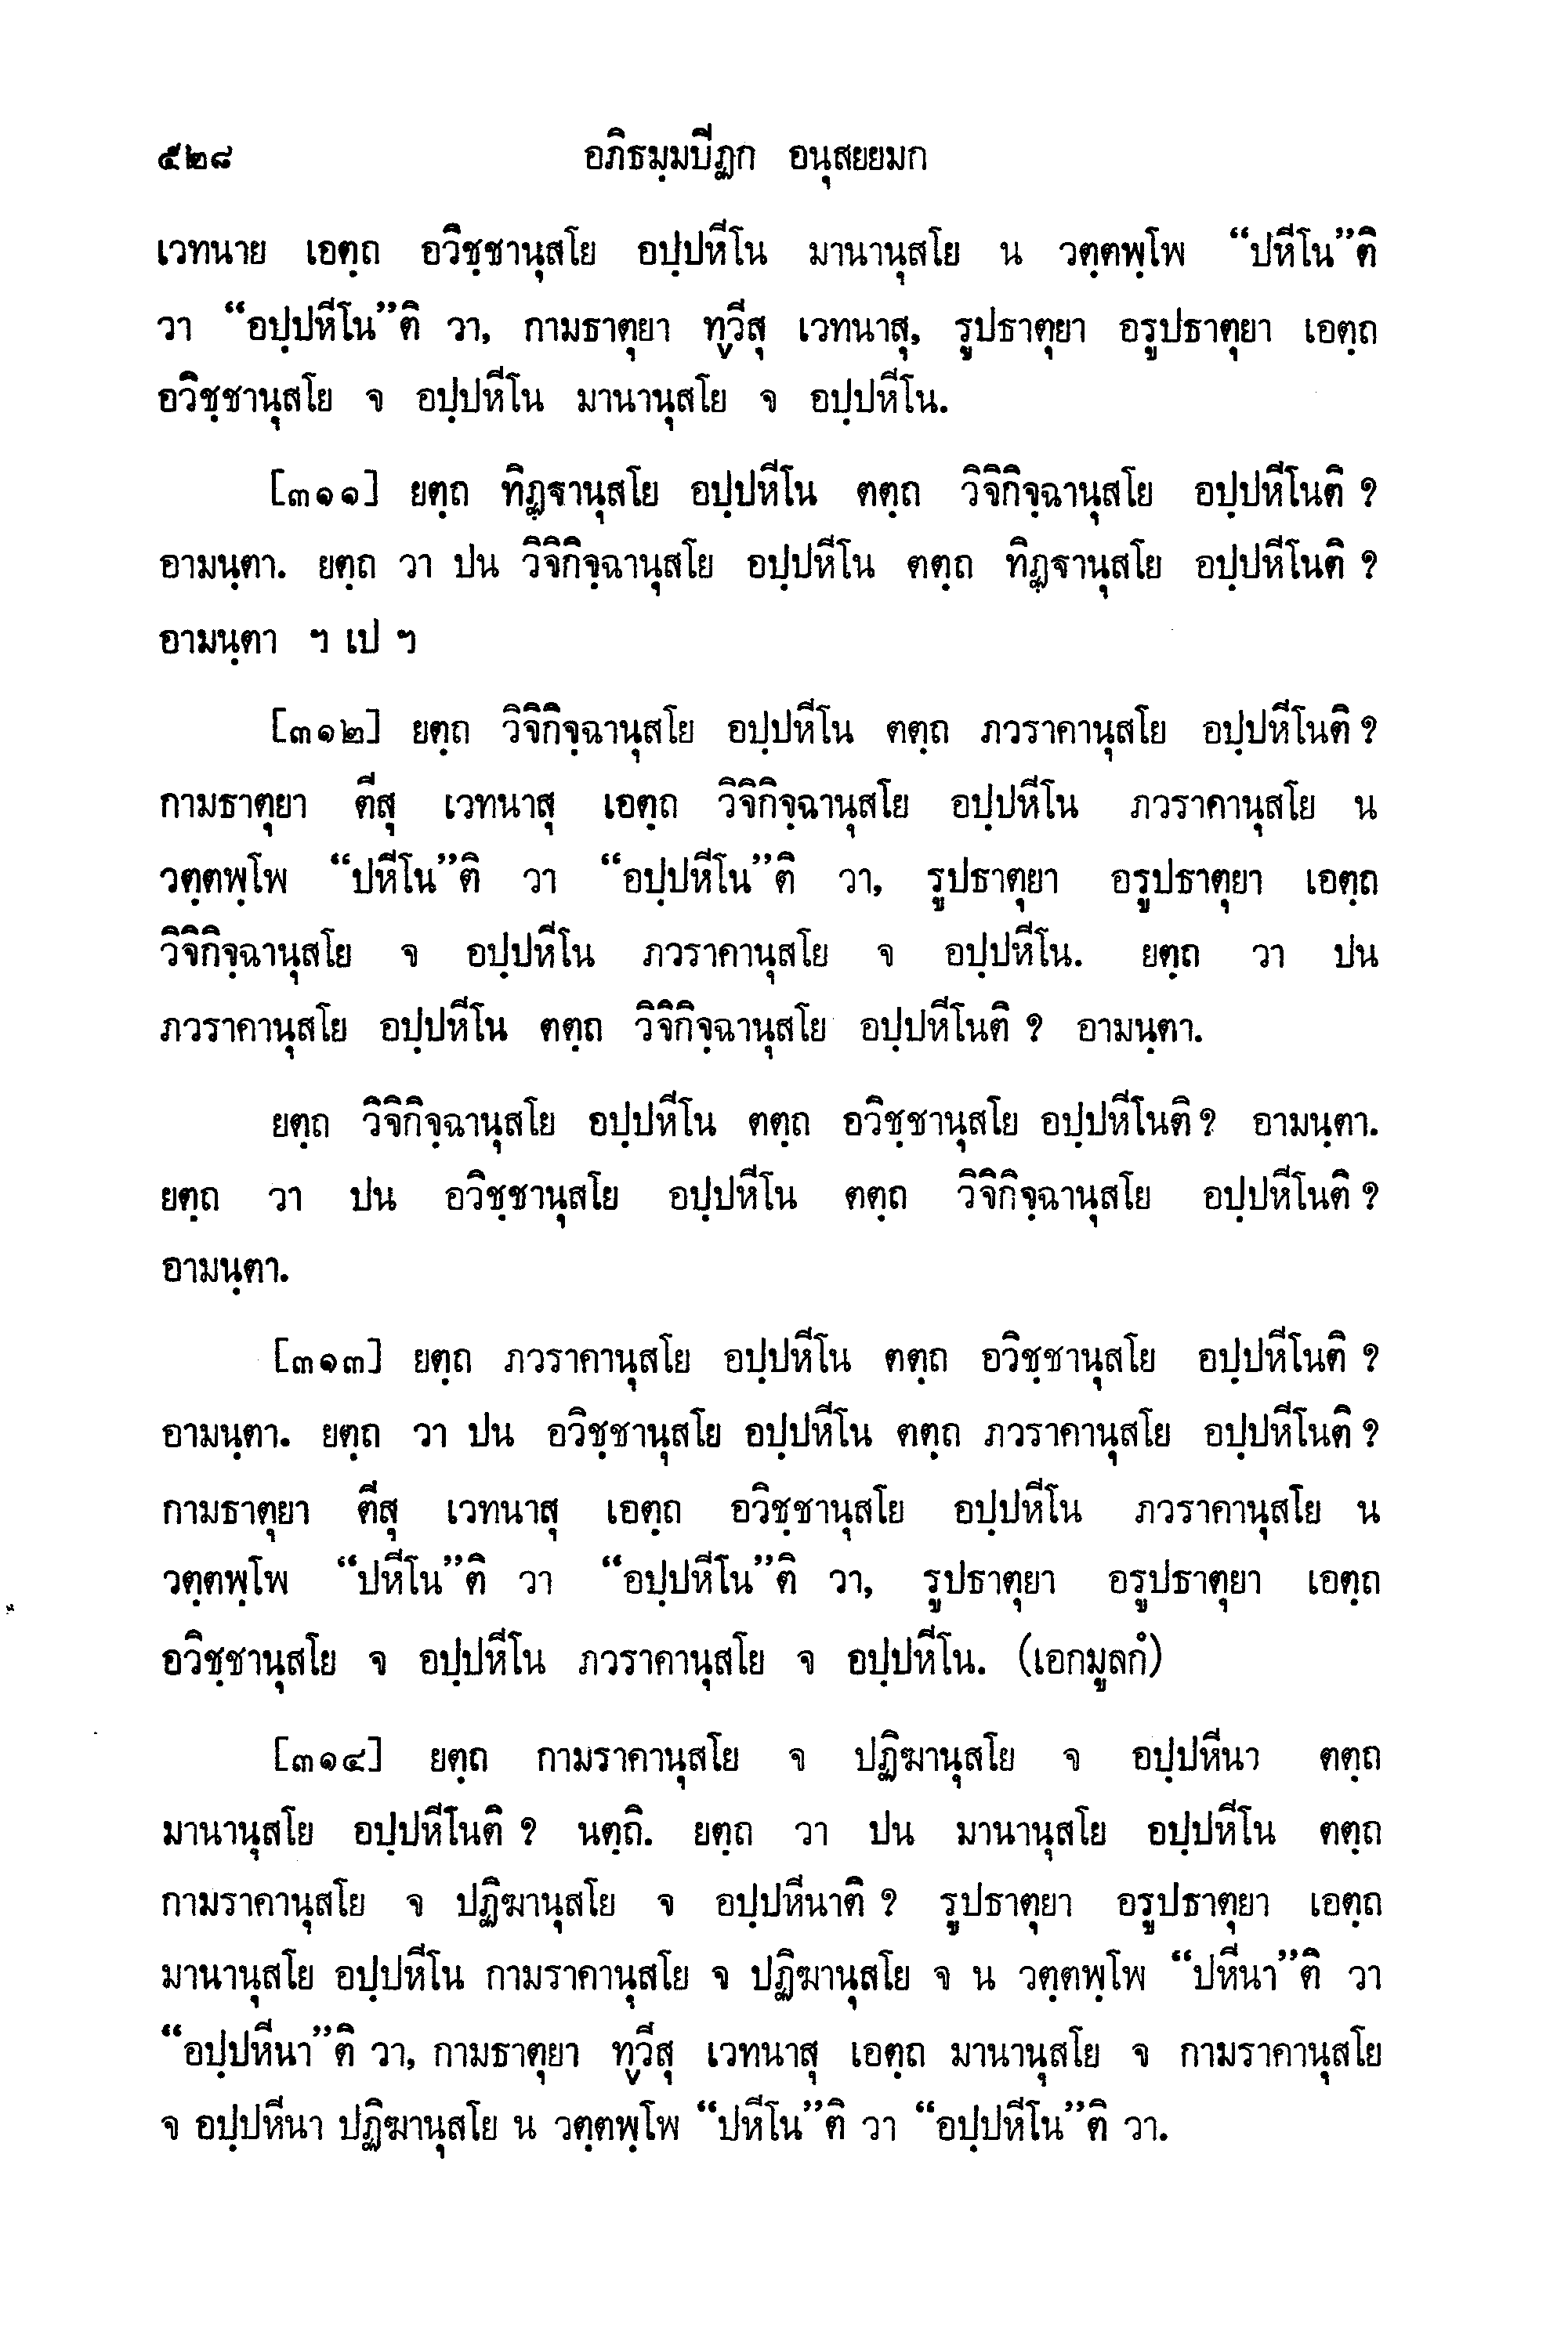 ๕๒๘ อภิธมฺมปีฏก อนุสยยมก
เวทนาย เอตฺถ อวิชฺชานุสโย อปฺปหีโน มานานุสโย น วตฺตพฺโพ “ปหีโน”ติ
วา “อปฺปหีโน”ติ วา, กามธาตุยา ทฺวีสุ เวทนาสุ, รูปธาตุยา อรูปธาตุยา เอตฺถ
อวิชฺชานุสโย จ อปฺปหีโน มานานุสโย จ อปฺปหีโน.
[๓๑๑] ยตฺถ ทิฏฺฐานุสโย อปฺปหีโน ตตฺถ วิจิกิจฺฉานุสโย อปฺปหีโนติ ?
อามนฺตา. ยตฺถ วา ปน วิจิกิจฺฉานุสโย อปฺปหีโน ตตฺถ ทิฏฺฐานุสโย อปฺปหีโนติ ?
อามนฺตา ฯ เป ฯ
[๓๑๒] ยตฺถ วิจิกิจฺฉานุสโย อปฺปหีโน ตตฺถ ภวราคานุสโย อปฺปหีโนติ ?
กามธาตุยา ตีสุ เวทนาสุ เอตฺถ วิจิกิจฺฉานุสโย อปฺปหีโน ภวราคานุสโย น
วตฺตพฺโพ “ปหีโน”ติ วา “อปฺปหีโน”ติ วา, รูปธาตุยา อรูปธาตุยา เอตฺถ
วิจิกิจฺฉานุสโย จ อปฺปหีโน ภวราคานุสโย จ อปฺปหีโน. ยตฺถ วา ปน
ภวราคานุสโย อปฺปหีโน ตตฺถ วิจิกิจฺฉานุสโย อปฺปหีโนติ ? อามนฺตา.
ยตฺถ วิจิกิจฺฉานุสโย อปฺปหีโน ตตฺถ อวิชฺชานุสโย อปฺปหีโนติ ? อามนฺตา.
ยตฺถ วา ปน อวิชฺชานุสโย อปฺปหีโน ตตฺถ วิจิกิจฺฉานุสโย อปฺปหีโนติ ?
อามนฺตา.
[๓๑๓] ยตฺถ ภวราคานุสโย อปฺปหีโน ตตฺถ อวิชฺชานุสโย อปฺปหีโนติ ?
อามนฺตา. ยตฺถ วา ปน อวิชฺชานุสโย อปฺปหีโน ตตฺถ ภวราคานุสโย อปฺปหีโนติ ?
กามธาตุยา ตีสุ เวทนาสุ เอตฺถ อวิชฺชานุสโย อปฺปหีโน ภวราคานุสโย น
วตฺตพฺโพ “ปหีโน”ติ วา “อปฺปหีโน”ติ วา, รูปธาตุยา อรูปธาตุยา เอตฺถ
อวิชฺชานุสโย จ อปฺปหีโน ภวราคานุสโย จ อปฺปหีโน. (เอกมูลกํ)
[๓๑๔] ยตฺถ กามราคานุสโย จ ปฏิฆานุสโย จ อปฺปหีนา ตตฺถ
มานานุสโย อปฺปหีโนติ ? นตฺถิ. ยตฺถ วา ปน มานานุสโย อปฺปหีโน ตตฺถ
กามราคานุสโย จ ปฏิฆานุสโย จ อปฺปหีนาติ ? รูปธาตุยา อรูปธาตุยา เอตฺถ
มานานุสโย อปฺปหีโน กามราคานุสโย จ ปฏิฆานุสโย จ น วตฺตพฺโพ “ปหีนา”ติ วา
“อปฺปหีนา”ติ วา, กามธาตุยา ทฺวีสุ เวทนาสุ เอตฺถ มานานุสโย จ กามราคานุสโย
จ อปฺปหีนา ปฏิฆานุสโย น วตฺตพฺโพ “ปหีโน”ติ วา “อปฺปหีโน”ติ วา.